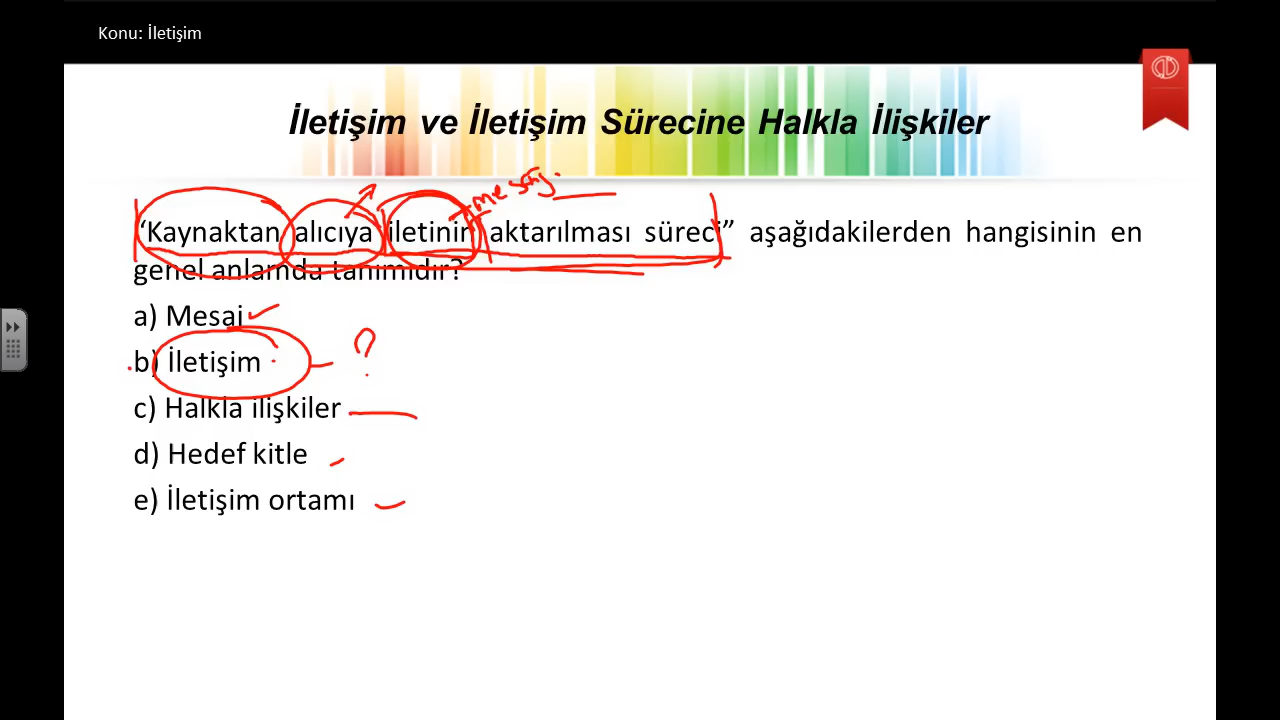 Konu: İletişim
İletişim ve İletişim Sürecine Halkla İlişkiler
mesaj
“Kaynaktan alıcıya iletinin aktarılması süreci” aşağıdakilerden hangisinin en
genel anlamda tanımıdır?
a) Mesaj
b) İletişim
?
c) Halkla ilişkiler
d) Hedef kitle
e) İletişim ortamı